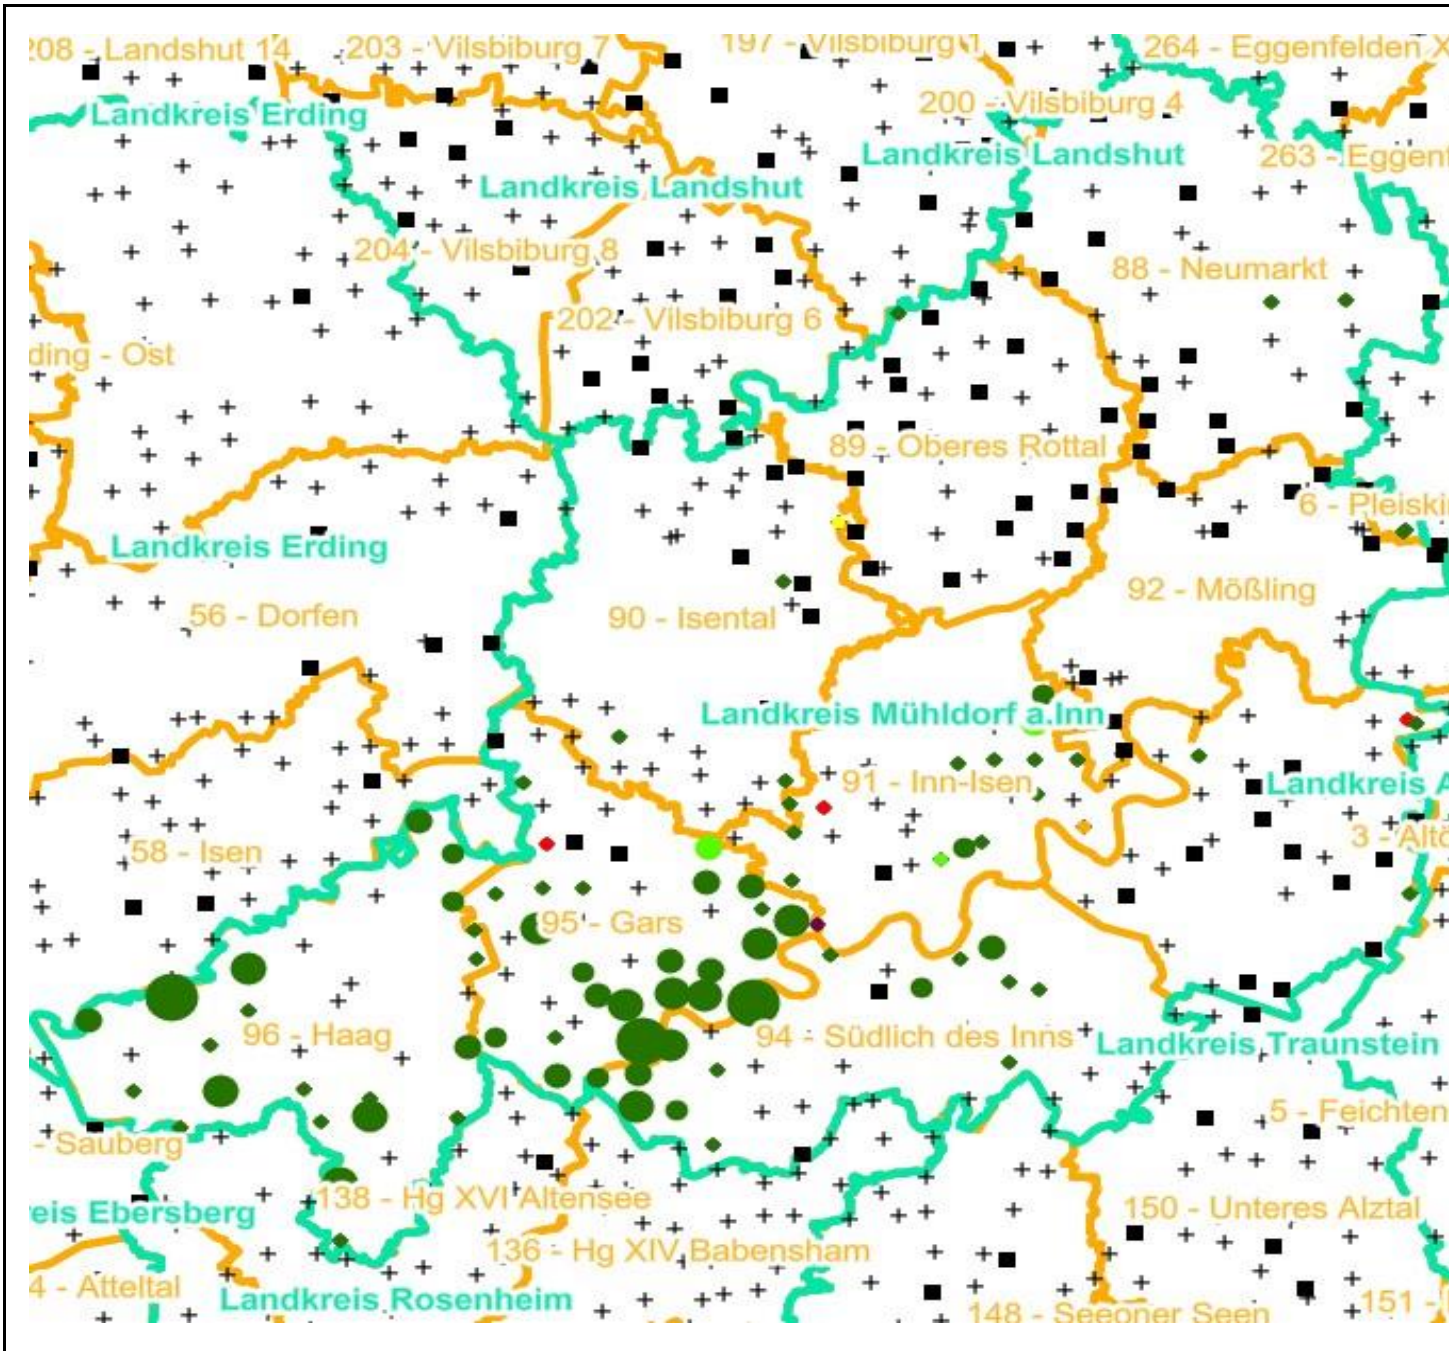 208 - Landshut 14
203 - Vilsbiburg 7
197 - Vilsbiburg 1
264 - Eggenfelden X
200 - Vilsbiburg 4
Landkreis Erding
Landkreis Landshut
263 - Eggenf
Landkreis Landshut
204 - Vilsbiburg 8
88 - Neumarkt
202 - Vilsbiburg 6
ding - Ost
89 - Oberes Rottal
6 - Pleiski
Landkreis Erding
56 - Dorfen
90 - Isental
92 - Mößling
Landkreis Mühldorf a.Inn
91 - Inn-Isen
Landkreis A
58 - Isen
3 - Altö
95 - Gars
96 - Haag
94 - Südlich des Inns
Landkreis Traunstein
5 - Feichten
- Sauberg
138 - Hg XVI Altensee
150 - Unteres Alztal
eis Ebersberg
136 - Hg XIV Babensham
4 - Atteltal
Landkreis Rosenheim
148 - Seeoner Seen
151 -